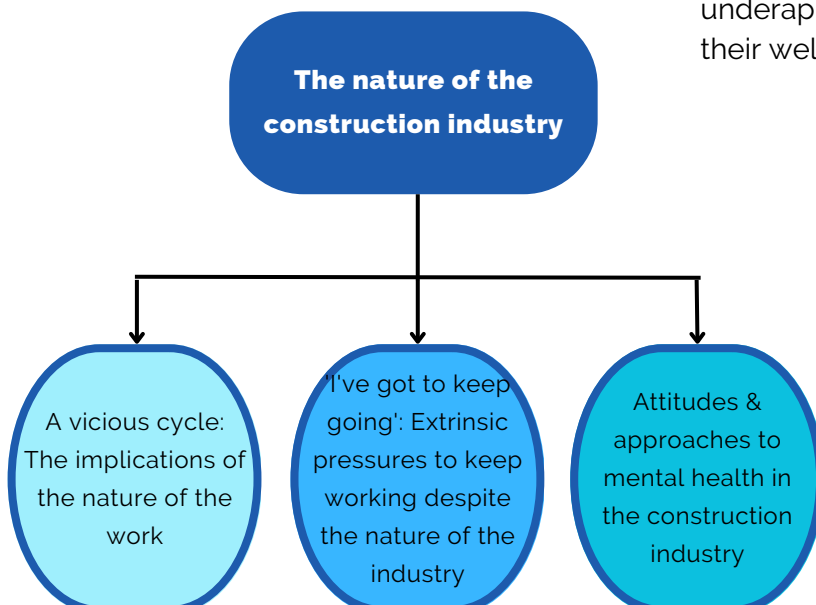 underap
their wel
The nature of the
construction industry
A vicious cycle:
The implications of
the nature of the
work
'I've got to keep
going': Extrinsic
pressures to keep
working despite
the nature of the
industry
Attitudes &
approaches to
mental health in
the construction
industry